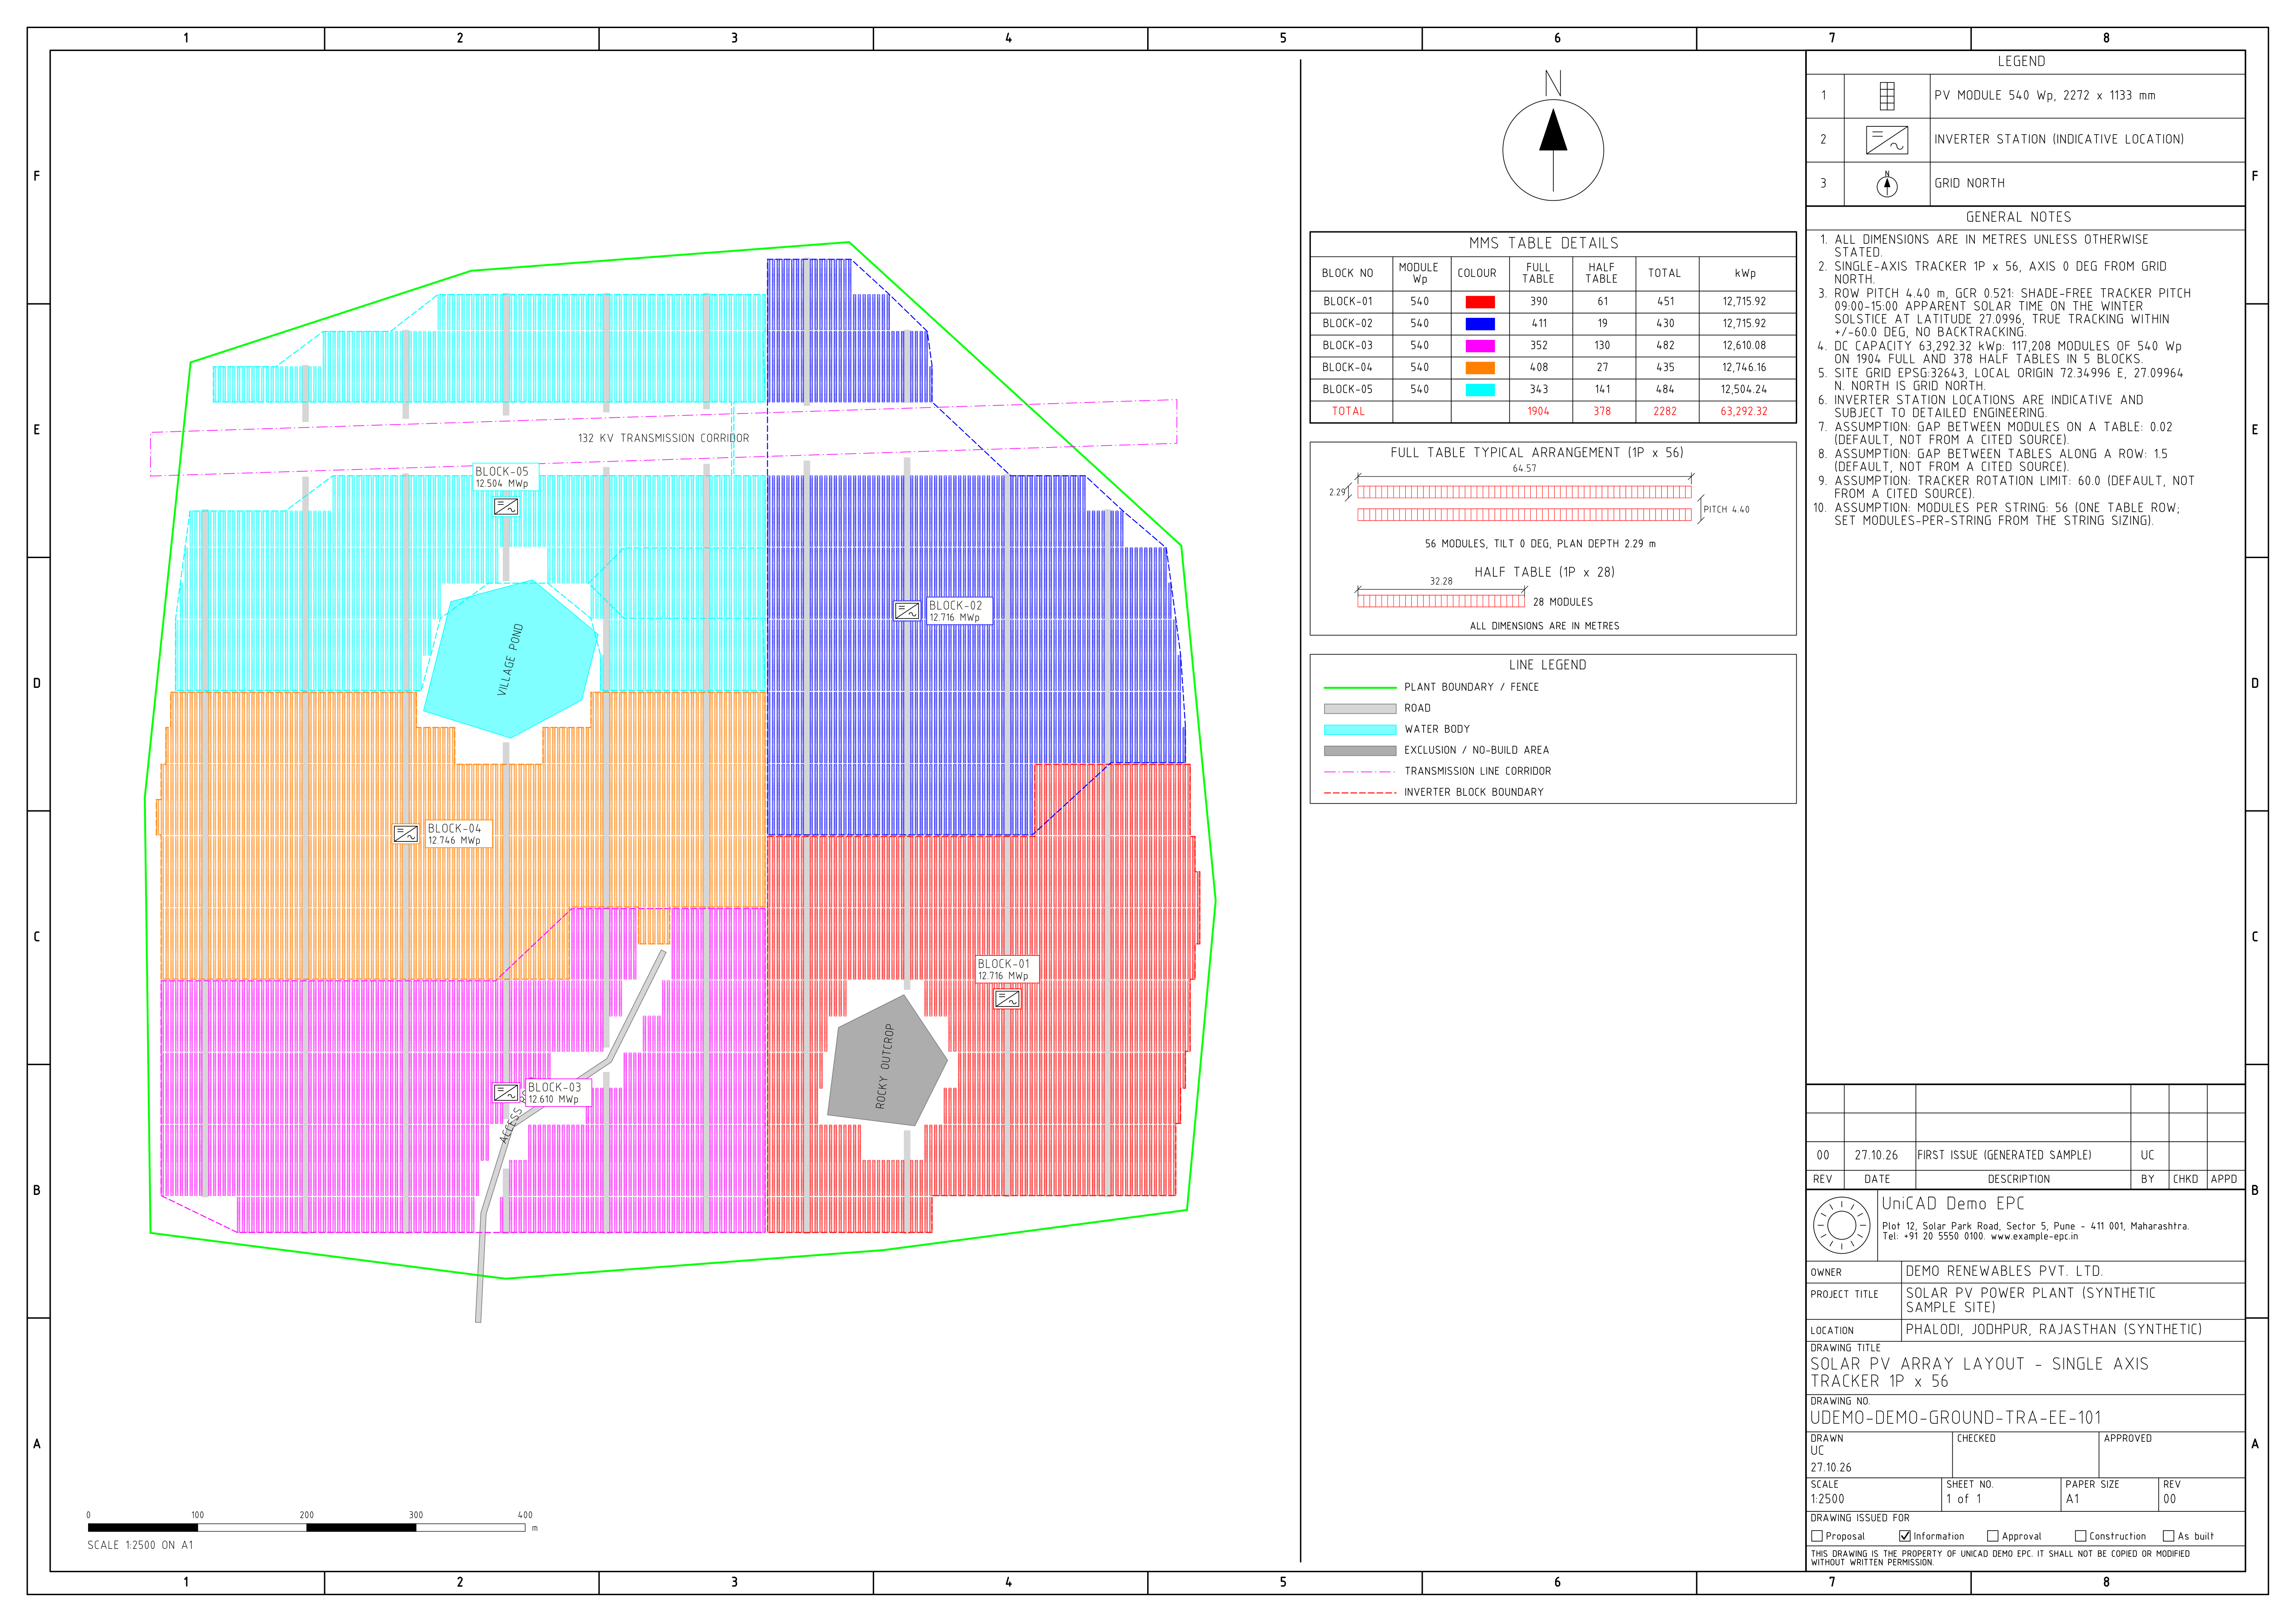 1 2 3 4 5 6 7 8
F
E
D
C
B
A
132 KV TRANSMISSION CORRIDOR
BLOCK-05
12.504 MWp
BLOCK-02
12.716 MWp
VILLAGE POND
BLOCK-04
12.746 MWp
BLOCK-01
12.716 MWp
ROCKY OUTCROP
BLOCK-03
12.610 MWp
ACCESS
0 100 200 300 400 m
SCALE 1:2500 ON A1
N
MMS TABLE DETAILS
BLOCK NO MODULE Wp COLOUR FULL TABLE HALF TABLE TOTAL kWp
BLOCK-01 540 390 61 451 12,715.92
BLOCK-02 540 411 19 430 12,715.92
BLOCK-03 540 352 130 482 12,610.08
BLOCK-04 540 408 27 435 12,746.16
BLOCK-05 540 343 141 484 12,504.24
TOTAL 1904 378 2282 63,292.32
FULL TABLE TYPICAL ARRANGEMENT (1P x 56)
64.57
2.29
PITCH 4.40
56 MODULES, TILT 0 DEG, PLAN DEPTH 2.29 m
HALF TABLE (1P x 28)
32.28
28 MODULES
ALL DIMENSIONS ARE IN METRES
LINE LEGEND
PLANT BOUNDARY / FENCE
ROAD
WATER BODY
EXCLUSION / NO-BUILD AREA
TRANSMISSION LINE CORRIDOR
INVERTER BLOCK BOUNDARY
LEGEND
1 PV MODULE 540 Wp, 2272 x 1133 mm
2 INVERTER STATION (INDICATIVE LOCATION)
3 N GRID NORTH
GENERAL NOTES
1. ALL DIMENSIONS ARE IN METRES UNLESS OTHERWISE
STATED.
2. SINGLE-AXIS TRACKER 1P x 56, AXIS 0 DEG FROM GRID
NORTH.
3. ROW PITCH 4.40 m, GCR 0.521: SHADE-FREE TRACKER PITCH
09:00-15:00 APPARENT SOLAR TIME ON THE WINTER
SOLSTICE AT LATITUDE 27.0996, TRUE TRACKING WITHIN
+/-60.0 DEG, NO BACKTRACKING.
4. DC CAPACITY 63,292.32 kWp: 117,208 MODULES OF 540 Wp
ON 1904 FULL AND 378 HALF TABLES IN 5 BLOCKS.
5. SITE GRID EPSG:32643, LOCAL ORIGIN 72.34996 E, 27.09964
N. NORTH IS GRID NORTH.
6. INVERTER STATION LOCATIONS ARE INDICATIVE AND
SUBJECT TO DETAILED ENGINEERING.
7. ASSUMPTION: GAP BETWEEN MODULES ON A TABLE: 0.02
(DEFAULT, NOT FROM A CITED SOURCE).
8. ASSUMPTION: GAP BETWEEN TABLES ALONG A ROW: 1.5
(DEFAULT, NOT FROM A CITED SOURCE).
9. ASSUMPTION: TRACKER ROTATION LIMIT: 60.0 (DEFAULT, NOT
FROM A CITED SOURCE).
10. ASSUMPTION: MODULES PER STRING: 56 (ONE TABLE ROW;
SET MODULES-PER-STRING FROM THE STRING SIZING).
00 27.10.26 FIRST ISSUE (GENERATED SAMPLE) UC
REV DATE DESCRIPTION BY CHKD APPD
UniCAD Demo EPC
Plot 12, Solar Park Road, Sector 5, Pune - 411 001, Maharashtra.
Tel: +91 20 5550 0100. www.example-epc.in
OWNER DEMO RENEWABLES PVT. LTD.
PROJECT TITLE SOLAR PV POWER PLANT (SYNTHETIC
SAMPLE SITE)
LOCATION PHALODI, JODHPUR, RAJASTHAN (SYNTHETIC)
DRAWING TITLE
SOLAR PV ARRAY LAYOUT - SINGLE AXIS
TRACKER 1P x 56
DRAWING NO.
UDEMO-DEMO-GROUND-TRA-EE-101
DRAWN CHECKED APPROVED
UC
27.10.26
SCALE SHEET NO. PAPER SIZE REV
1:2500 1 of 1 A1 00
DRAWING ISSUED FOR
Proposal Information Approval Construction As built
THIS DRAWING IS THE PROPERTY OF UNICAD DEMO EPC. IT SHALL NOT BE COPIED OR MODIFIED
WITHOUT WRITTEN PERMISSION.
F
E
D
C
B
A
1 2 3 4 5 6 7 8